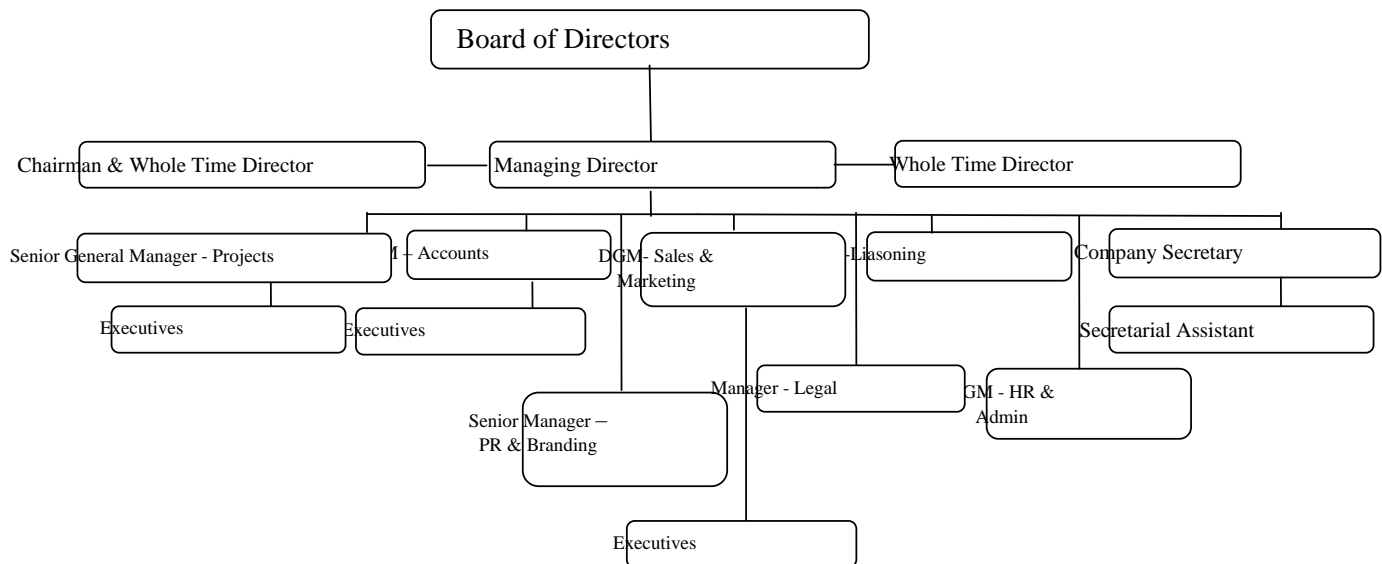 Board of Directors
Chairman & Whole Time Director
Managing Director
Whole Time Director
Senior General Manager - Projects
M – Accounts
DGM- Sales &
Marketing
-Liasoning
Company Secretary
Executives
Executives
Secretarial Assistant
Manager - Legal
GM - HR &
Admin
Senior Manager –
PR & Branding
Executives